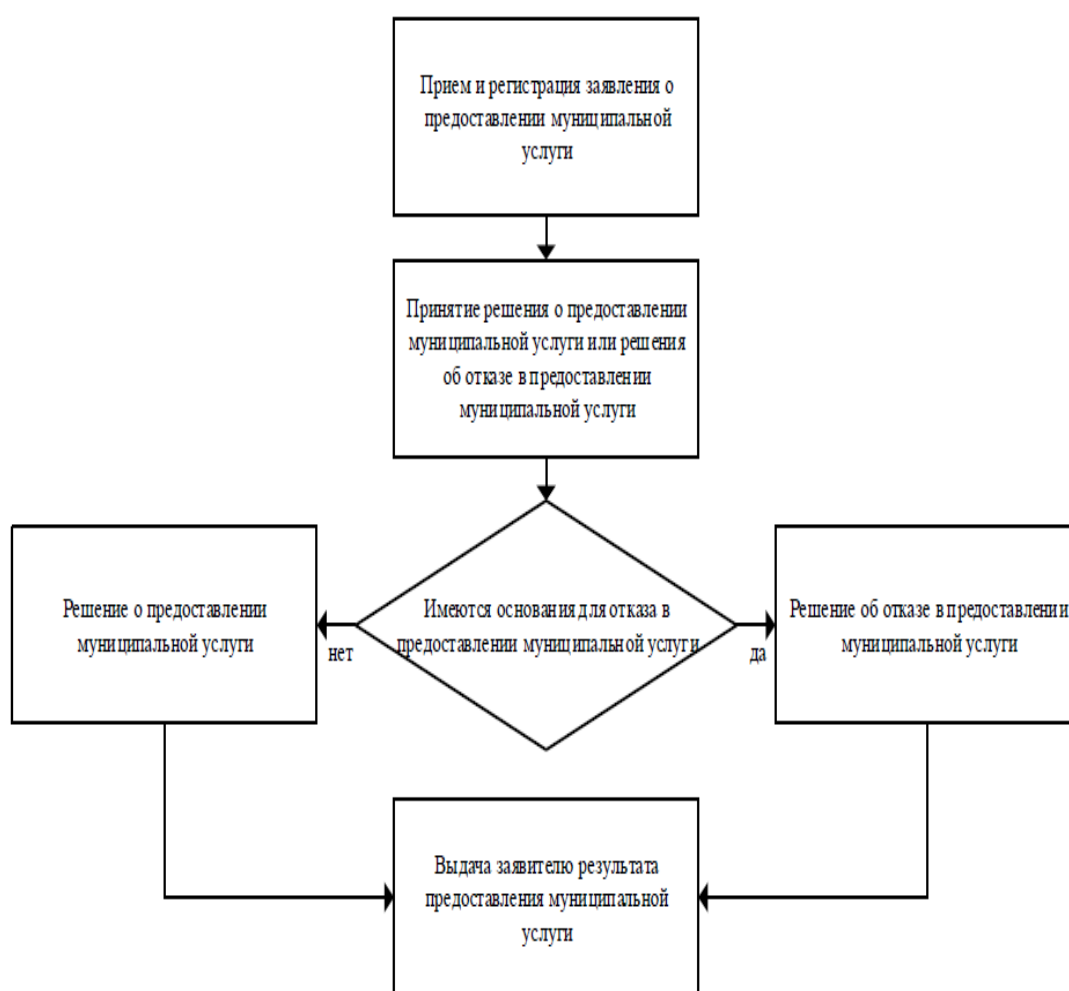 Прием и регистрация заявления о
предоставлении муниципальной
услуги
Принятие решения о предоставлении
муниципальной услуги или решения
об отказе в предоставлении
муниципальной услуги
Решение о предоставлении
муниципальной услуги
нет
Имеются основания для отказа в
предоставлении муниципальной услуги
да
Решение об отказе в предоставлении
муниципальной услуги
Выдача заявителю результата
предоставления муниципальной
услуги